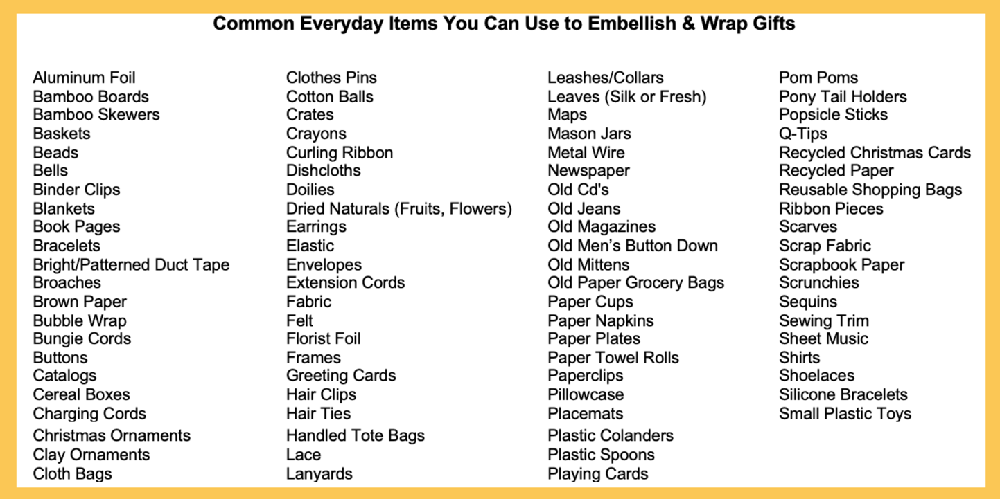 Common Everyday Items You Can Use to Embellish & Wrap Gifts
Aluminum Foil
Bamboo Boards
Bamboo Skewers
Baskets
Beads
Bells
Binder Clips
Blankets
Book Pages
Bracelets
Bright/Patterned Duct Tape
Broaches
Brown Paper
Bubble Wrap
Bungie Cords
Buttons
Catalogs
Cereal Boxes
Charging Cords
Christmas Ornaments
Clay Ornaments
Cloth Bags
Clothes Pins
Cotton Balls
Crates
Crayons
Curling Ribbon
Dishcloths
Doilies
Dried Naturals (Fruits, Flowers)
Earrings
Elastic
Envelopes
Extension Cords
Fabric
Felt
Florist Foil
Frames
Greeting Cards
Hair Clips
Hair Ties
Handled Tote Bags
Lace
Lanyards
Leashes/Collars
Leaves (Silk or Fresh)
Maps
Mason Jars
Metal Wire
Newspaper
Old Cd's
Old Jeans
Old Magazines
Old Men’s Button Down
Old Mittens
Old Paper Grocery Bags
Paper Cups
Paper Napkins
Paper Plates
Paper Towel Rolls
Paperclips
Pillowcase
Placemats
Plastic Colanders
Plastic Spoons
Playing Cards
Pom Poms
Pony Tail Holders
Popsicle Sticks
Q-Tips
Recycled Christmas Cards
Recycled Paper
Reusable Shopping Bags
Ribbon Pieces
Scarves
Scrap Fabric
Scrapbook Paper
Scrunchies
Sequins
Sewing Trim
Sheet Music
Shirts
Shoelaces
Silicone Bracelets
Small Plastic Toys